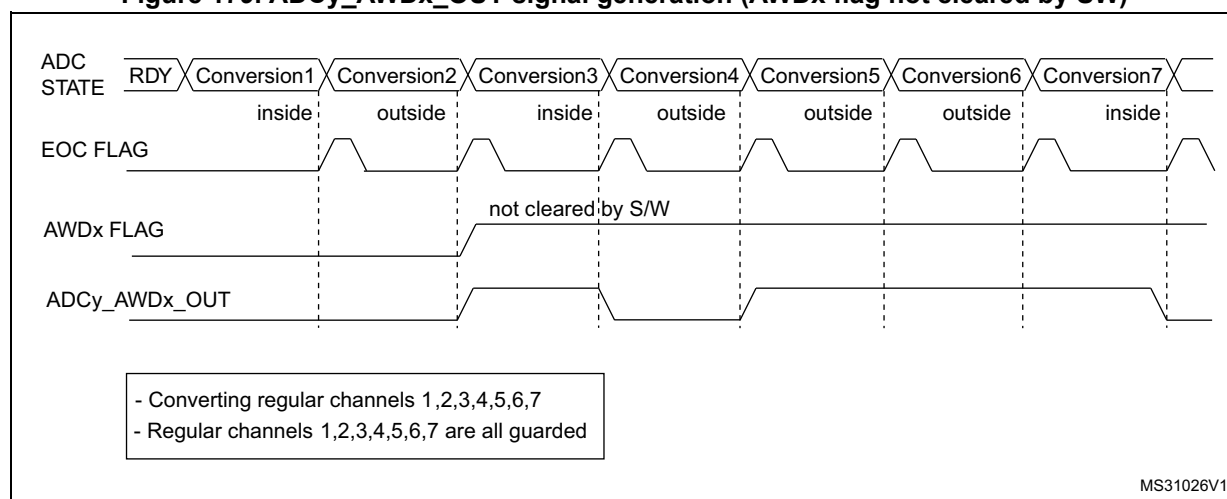 ADCy_AWDx_OUT signal generation (AWDx flag not cleared by SW)
ADC
STATE
RDY Conversion1 Conversion2 Conversion3 Conversion4 Conversion5 Conversion6 Conversion7
inside outside inside outside outside outside inside
EOC FLAG
not cleared by S/W
AWDx FLAG
ADCy_AWDx_OUT
- Converting regular channels 1,2,3,4,5,6,7
- Regular channels 1,2,3,4,5,6,7 are all guarded
MS31026V1